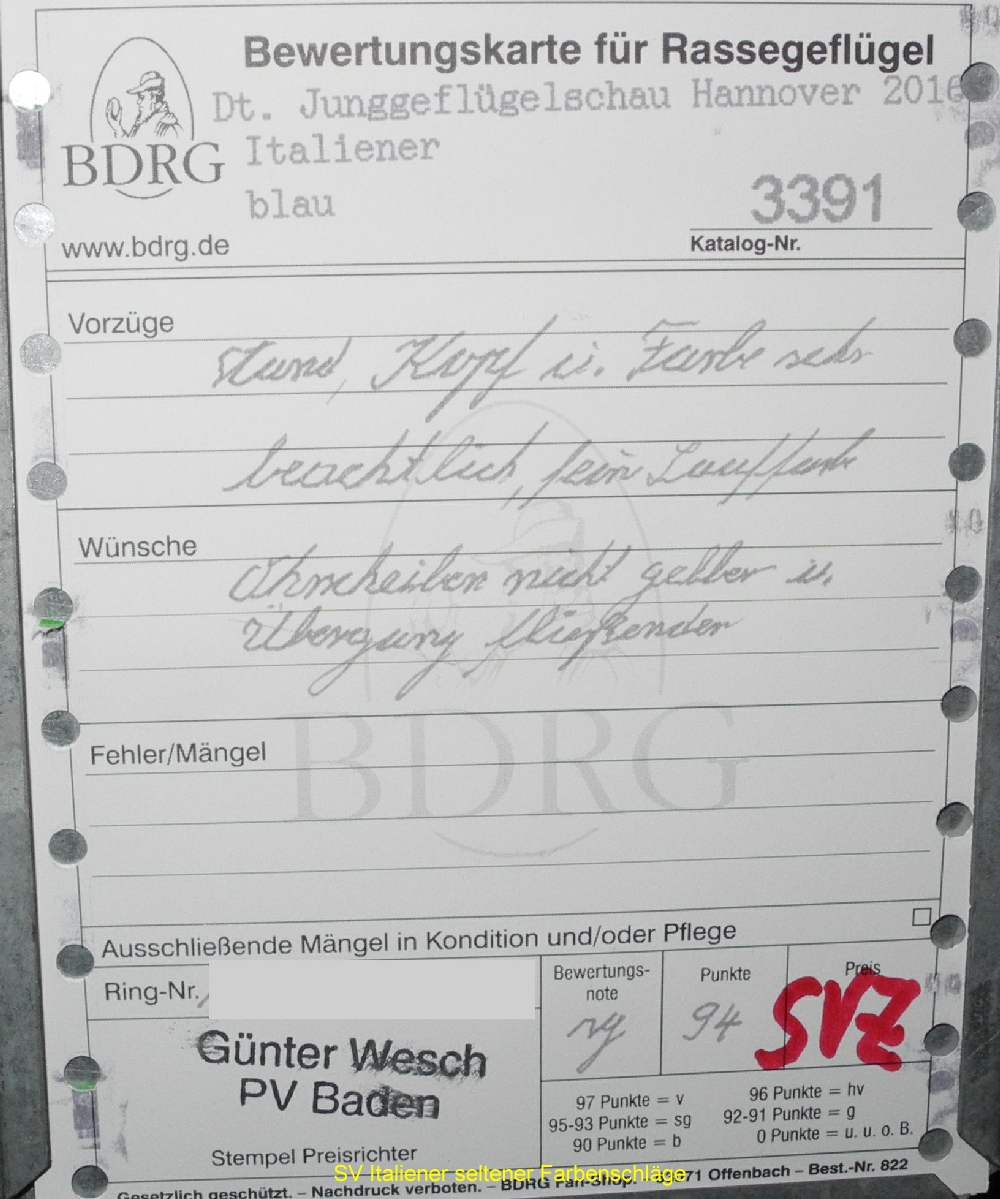 Bewertungskarte für Rassegeflügel
Dt. Junggeflügelschau Hannover 2016
BDRG
Italiener
blau
3391
www.bdrg.de
Katalog-Nr.
Vorzüge
Stand, Kopf u. Farbe sehr
beachtlich, fein Lauffarbe
Wünsche
Ohrscheiben nicht gelber u.
Übergang fließender
BDRG
Fehler/Mängel
Ausschließende Mängel in Kondition und/oder Pflege
Ring-Nr.
Bewertungs-
note
Punkte
Preis
sg
94
SVZ
Günter Wesch
PV Baden
Stempel Preisrichter
97 Punkte = v
96 Punkte = hv
95-93 Punkte = sg
92-91 Punkte = g
90 Punkte = b
0 Punkte = u. u. o. B.
SV Italiener seltener Farbenschläge
Gesetzlich geschützt. – Nachdruck verboten. – BDRG 71 Offenbach – Best.-Nr. 822